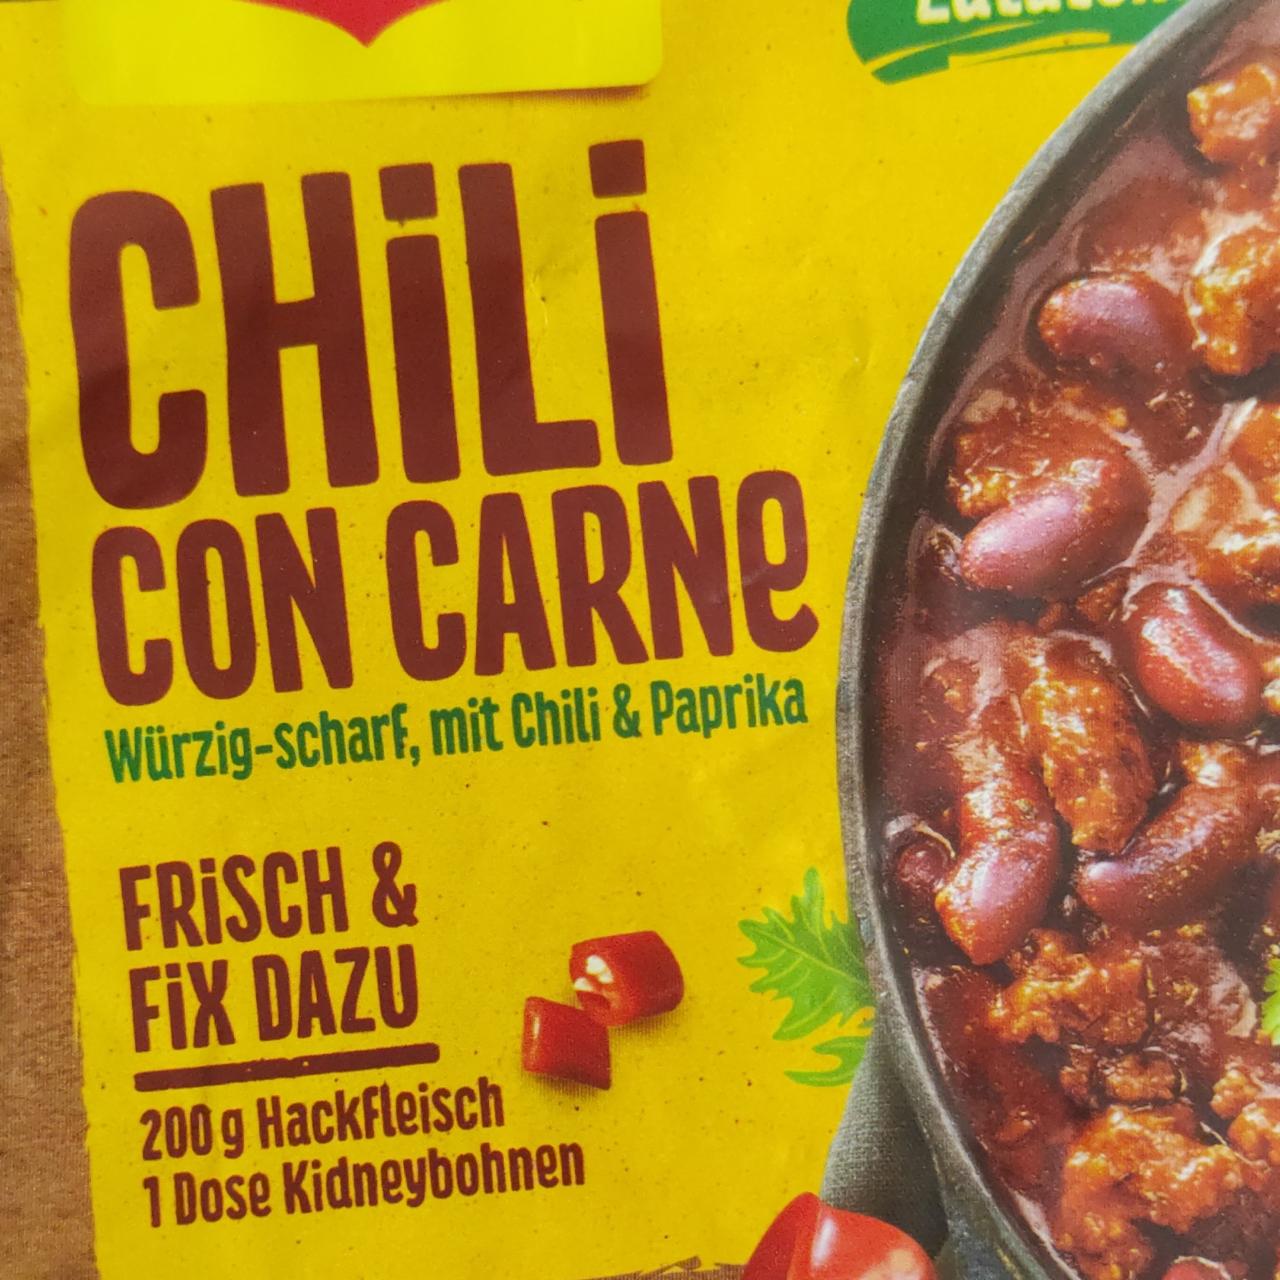 CHiLi
CON CARNe
Würzig-scharf, mit Chili & Paprika
FRiSCH &
FiX DAZU
200 g Hackfleisch
1 Dose Kidneybohnen